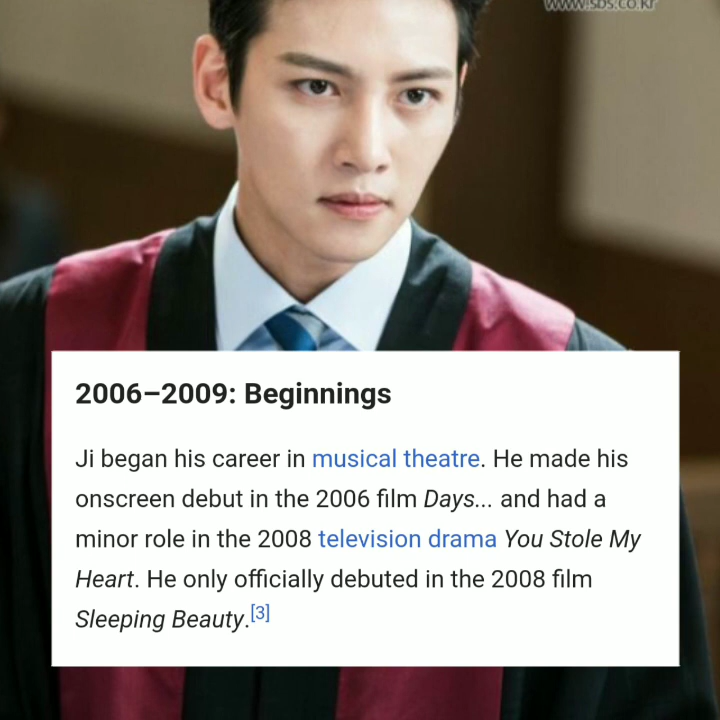 www.sbs.co.kr
2006–2009: Beginnings
Ji began his career in musical theatre. He made his
onscreen debut in the 2006 film Days... and had a
minor role in the 2008 television drama You Stole My
Heart. He only officially debuted in the 2008 film
Sleeping Beauty.[3]